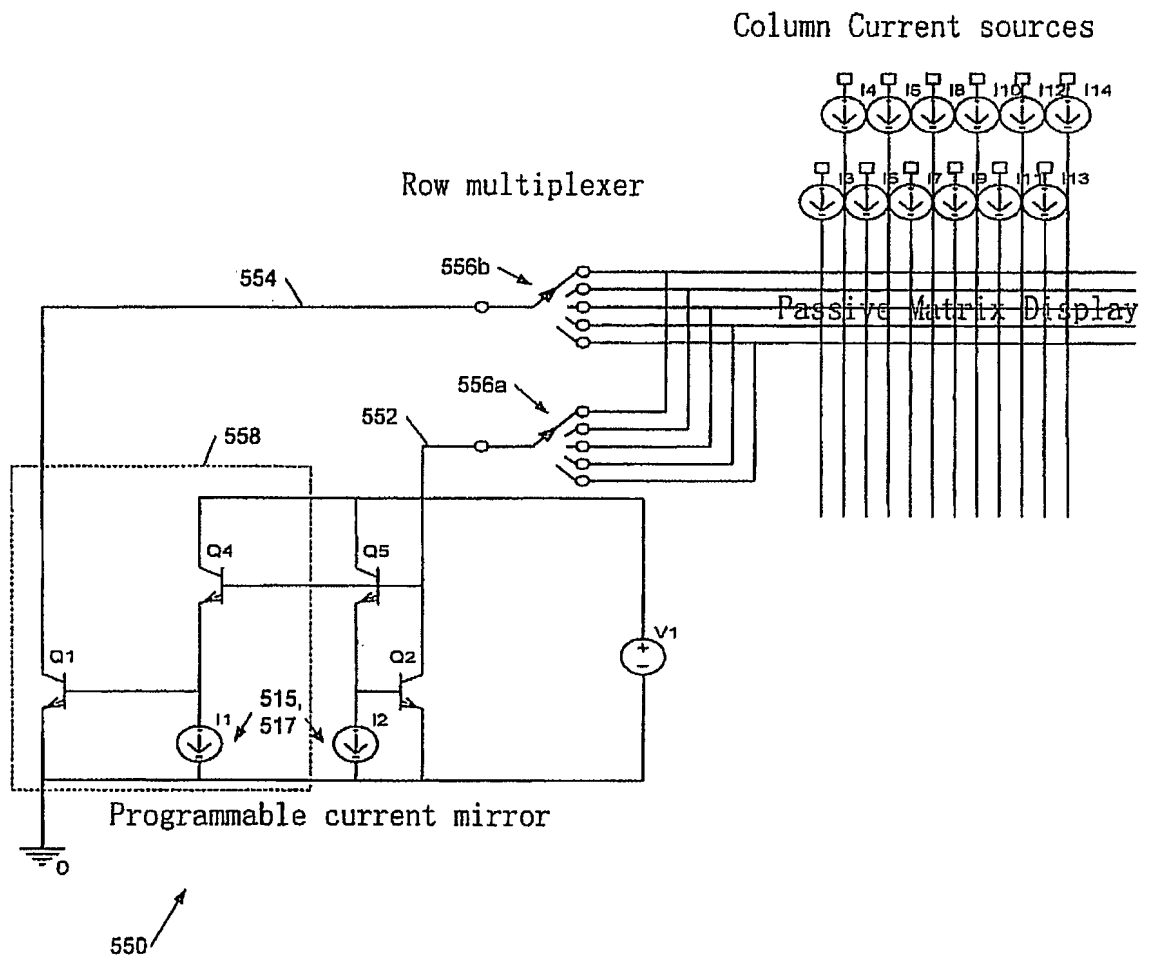 Column Current sources
I4 I6 I8 I10 I12 I14
Row multiplexer
I3 I5 I7 I9 I11 I13
554
556b
Passive Matrix Display
556a
552
558
Q4
Q5
V1
Q1
Q2
515,
517
I1
I2
Programmable current mirror
0
550